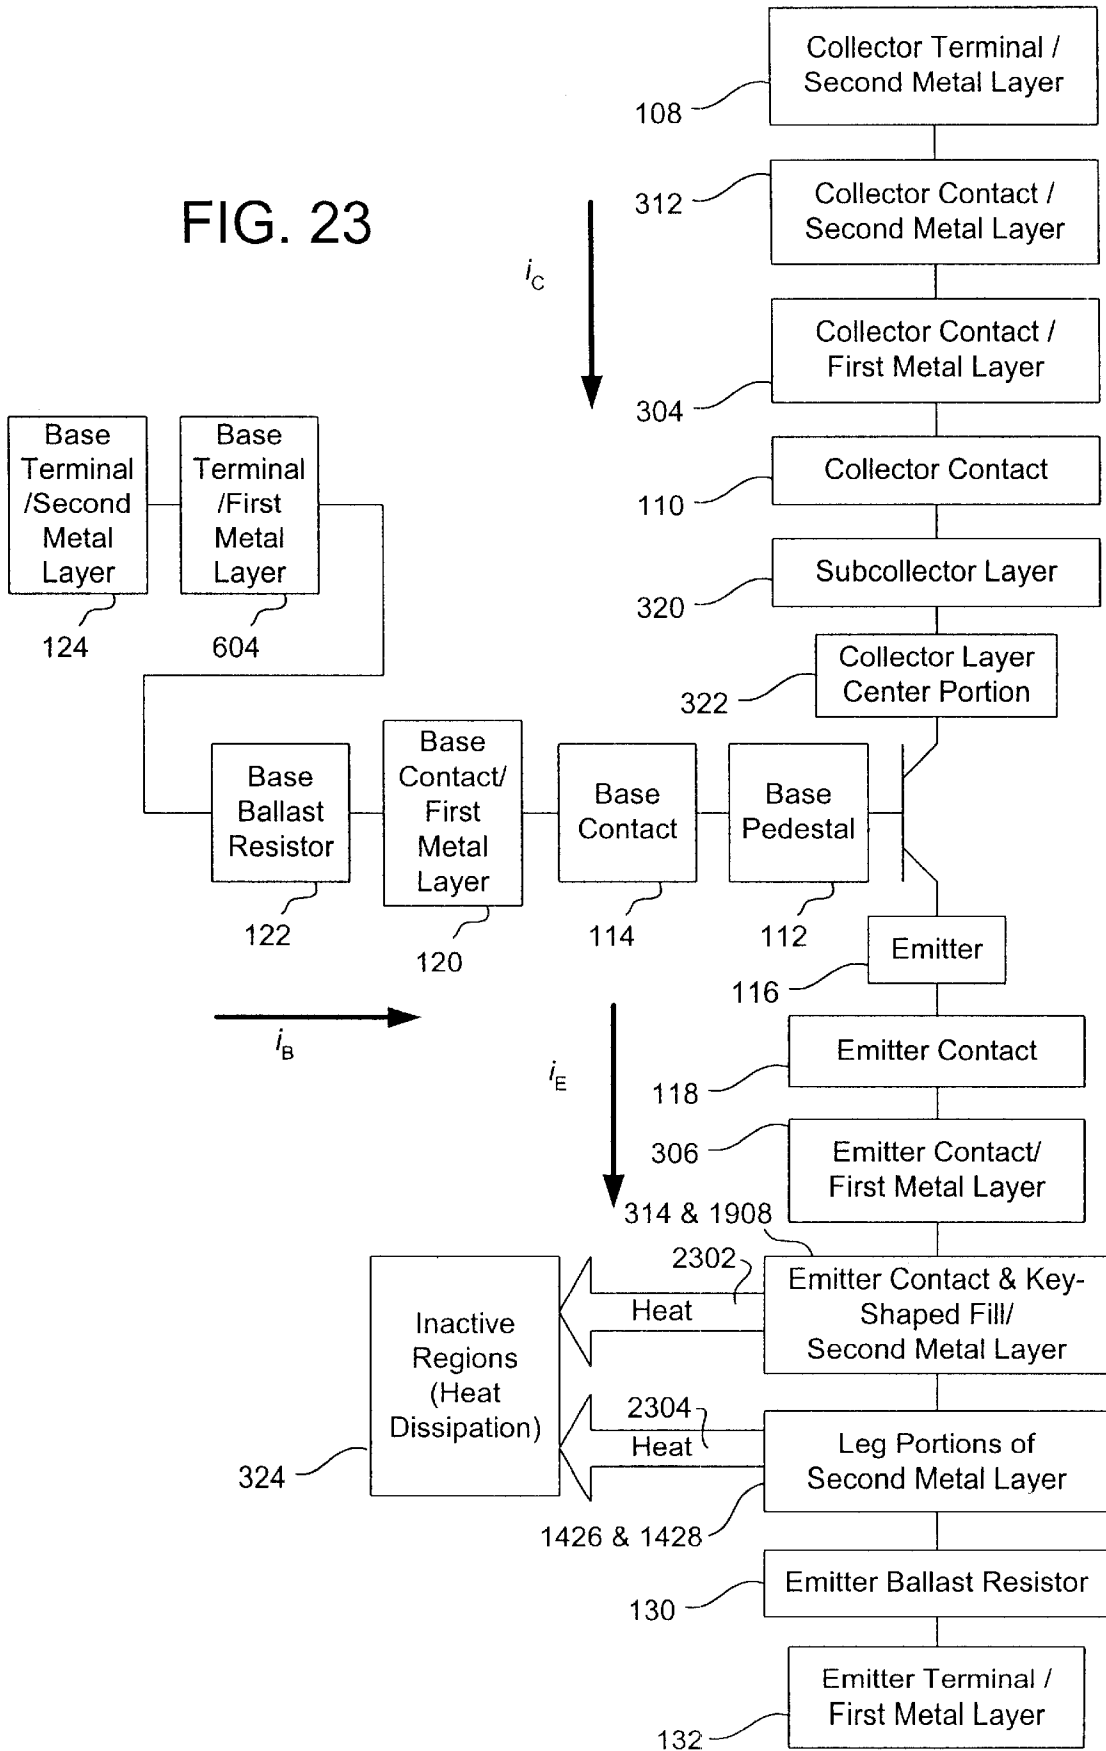 Collector Terminal /
Second Metal Layer
108
FIG. 23
312
Collector Contact /
Second Metal Layer
iC
Collector Contact /
First Metal Layer
304
Base
Terminal
/Second
Metal
Layer
124
Base
Terminal
/First
Metal
Layer
604
Collector Contact
110
Subcollector Layer
320
Collector Layer
Center Portion
322
Base
Ballast
Resistor
122
Base
Contact/
First
Metal
Layer
120
Base
Contact
114
Base
Pedestal
112
Emitter
116
iB
iE
Emitter Contact
118
306
Emitter Contact/
First Metal Layer
314 & 1908
2302
Heat
Emitter Contact & Key-
Shaped Fill/
Second Metal Layer
Inactive
Regions
(Heat
Dissipation)
324
2304
Heat
Leg Portions of
Second Metal Layer
1426 & 1428
Emitter Ballast Resistor
130
Emitter Terminal /
First Metal Layer
132